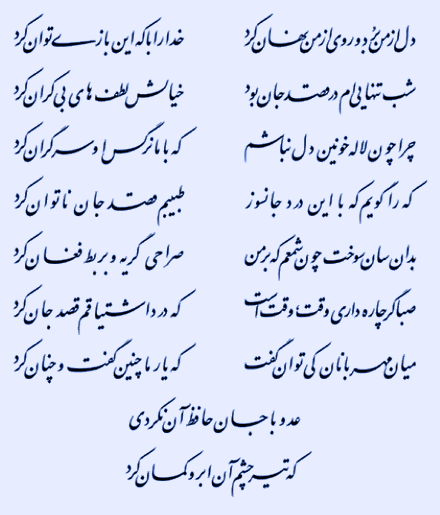 دل از من برد و روی از من نهان کرد خدا را با که این بازی توان کرد
شب تنهاییم در قصد جان بود خیالش لطف های بی کران کرد
چرا چون لاله خونین دل نباشم که با ما نرگس او سرگران کرد
که را گویم که با این درد جانسوز طبیبم قصد جان ناتوان کرد
بدان سان سوخت چون شمعم که بر من صراحی گریه و بربط فغان کرد
صبا گر چاره داری وقت وقت است که درد اشتیاقم قصد جان کرد
میان مهربانان کی توان گفت که یار ما چنین گفت و چنان کرد
عدو با جان حافظ آن نکردی
که تیر چشم آن ابرو کمان کرد